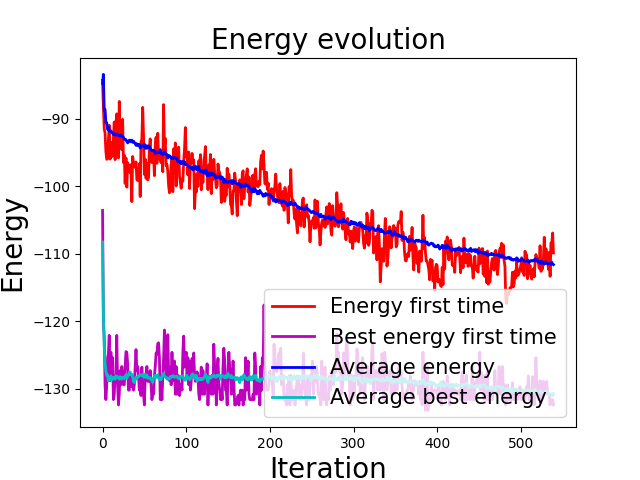 Energy evolution
Energy
−90
−100
−110
−120
−130
Energy first time
Best energy first time
Average energy
Average best energy
0
100
200
300
400
500
Iteration